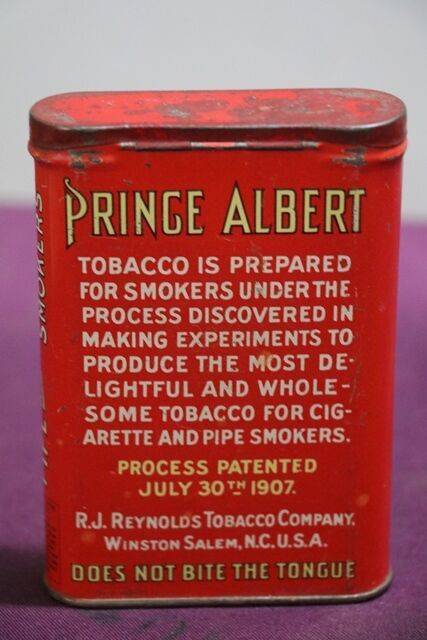 PRINCE ALBERT
TOBACCO IS PREPARED
FOR SMOKERS UNDER THE
PROCESS DISCOVERED IN
MAKING EXPERIMENTS TO
PRODUCE THE MOST DE-
LIGHTFUL AND WHOLE-
SOME TOBACCO FOR CIG-
ARETTE AND PIPE SMOKERS.
PROCESS PATENTED
JULY 30TH 1907.
R.J. REYNOLDS TOBACCO COMPANY.
WINSTON SALEM, N.C. U.S.A.
DOES NOT BITE THE TONGUE
PIPE SMOKERS